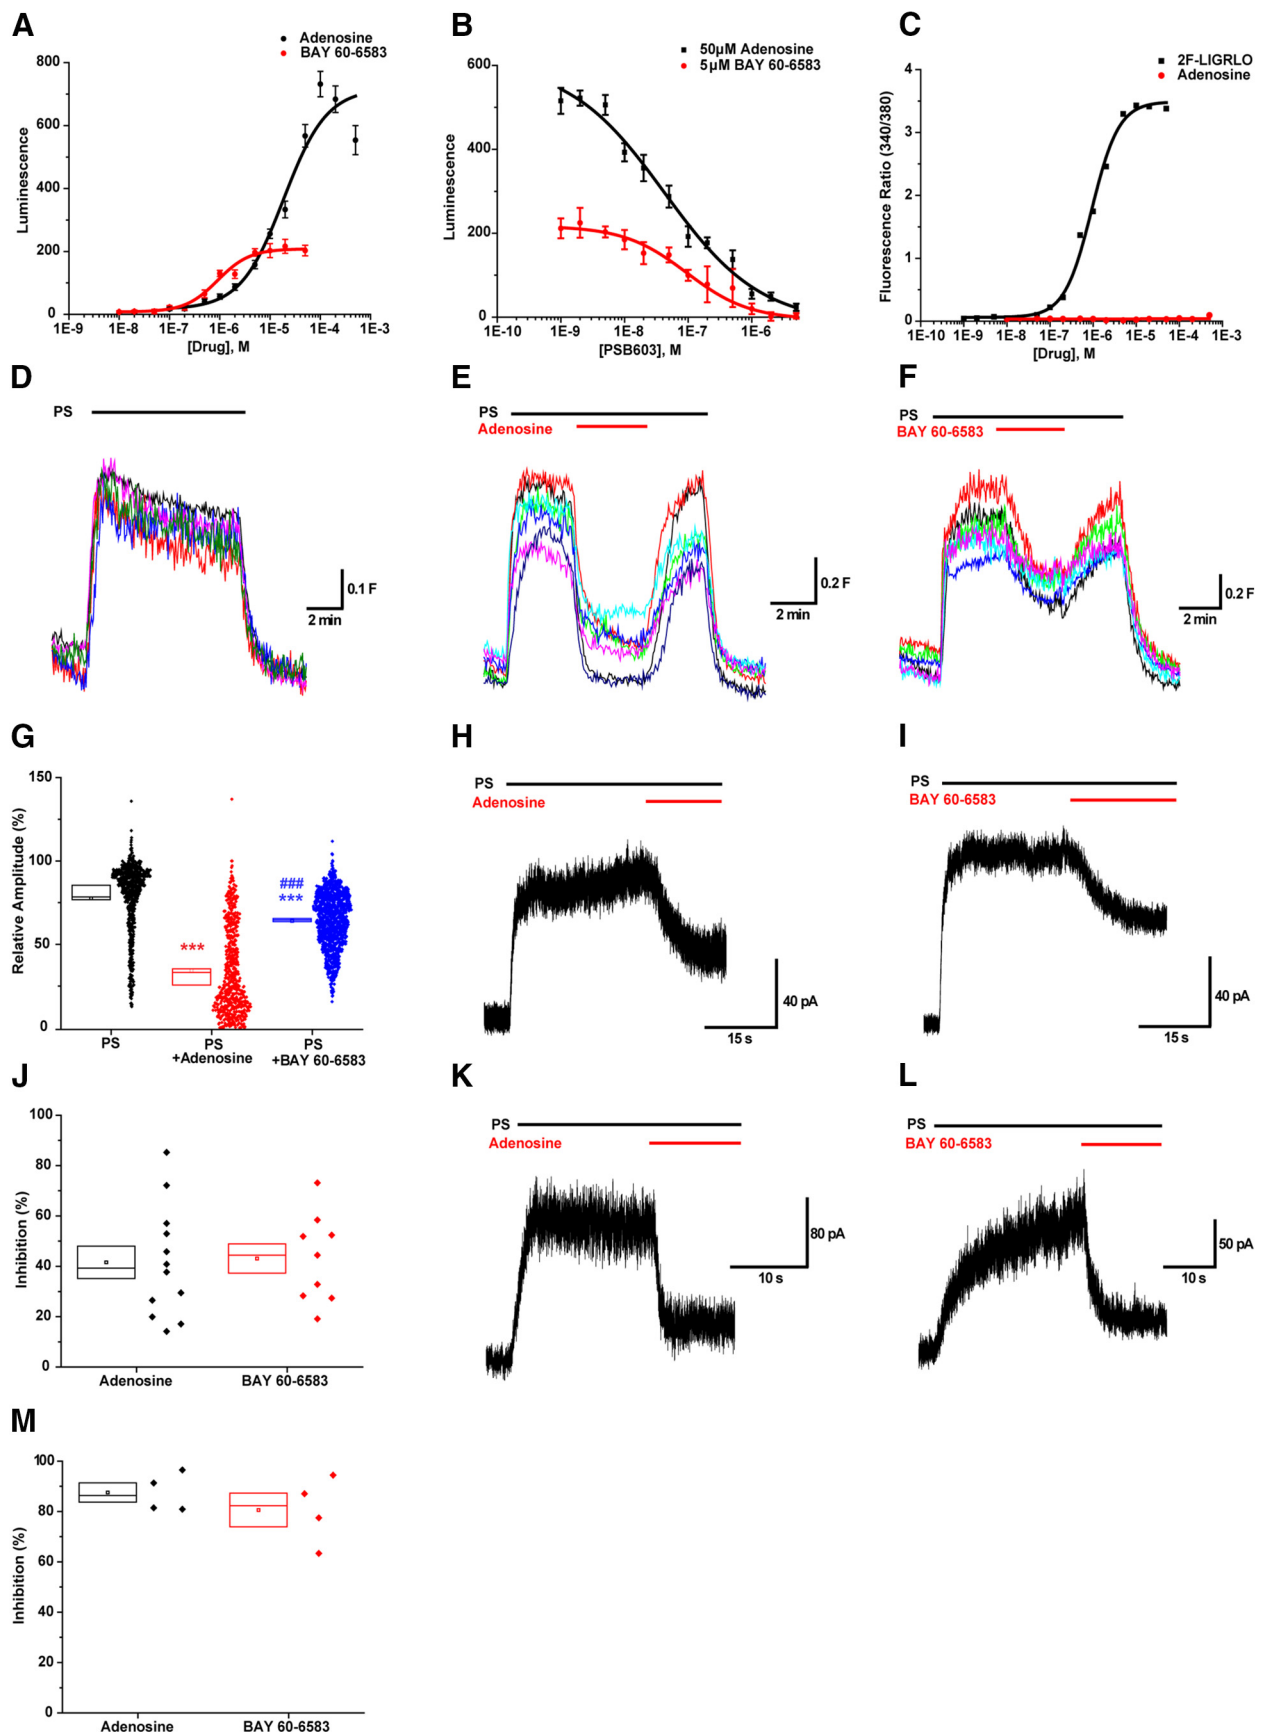 A
Adenosine
BAY 60-6583
800
600
400
200
0
Luminescence
1E-9 1E-8 1E-7 1E-6 1E-5 1E-4 1E-3
[Drug], M
B
50µM Adenosine
5µM BAY 60-6583
600
400
200
0
Luminescence
1E-10 1E-9 1E-8 1E-7 1E-6
[PSB603], M
C
2F-LIGRLO
Adenosine
4
3
2
1
0
Fluorescence Ratio (340/380)
1E-10 1E-9 1E-8 1E-7 1E-6 1E-5 1E-4 1E-3
[Drug], M
D
PS
0.1 F
2 min
E
PS
Adenosine
0.2 F
2 min
F
PS
BAY 60-6583
0.2 F
2 min
G
150
100
50
0
Relative Amplitude (%)
***
###
***
PS PS PS
+Adenosine +BAY 60-6583
H
PS
Adenosine
40 pA
15 s
I
PS
BAY 60-6583
40 pA
15 s
J
100
80
60
40
20
0
Inhibition (%)
Adenosine BAY 60-6583
K
PS
Adenosine
80 pA
10 s
L
PS
BAY 60-6583
50 pA
10 s
M
100
80
60
40
20
0
Inhibition (%)
Adenosine BAY 60-6583